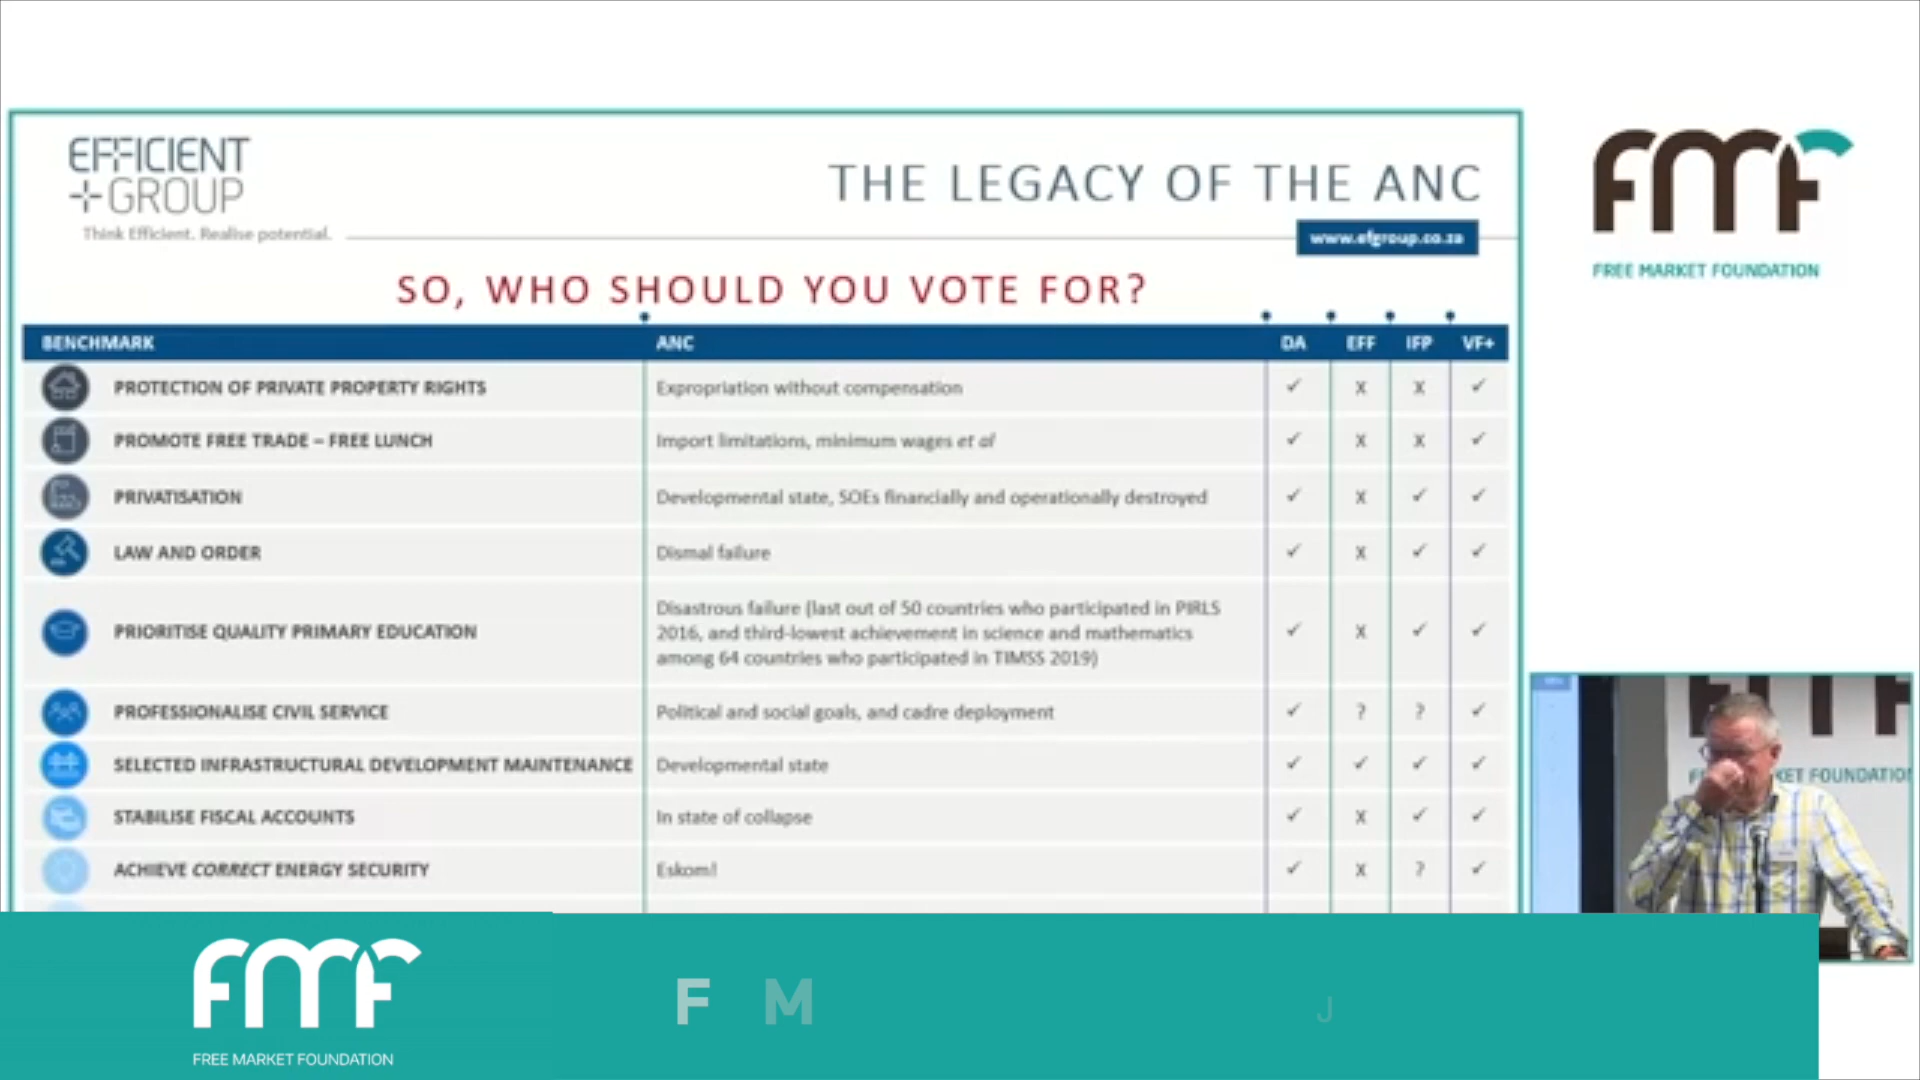 EFFICIENT
GROUP
Think Efficient. Realise potential.
THE LEGACY OF THE ANC
www.efgroup.co.za
SO, WHO SHOULD YOU VOTE FOR?
BENCHMARK ANC DA EFF IFP VF+
PROTECTION OF PRIVATE PROPERTY RIGHTS Expropriation without compensation ✓ X X ✓
PROMOTE FREE TRADE – FREE LUNCH Import limitations, minimum wages et al ✓ X X ✓
PRIVATISATION Developmental state, SOEs financially and operationally destroyed ✓ X ✓ ✓
LAW AND ORDER Dismal failure ✓ X ✓ ✓
PRIORITISE QUALITY PRIMARY EDUCATION
Disastrous failure (last out of 50 countries who participated in PIRLS
2016, and third-lowest achievement in science and mathematics
among 64 countries who participated in TIMSS 2019)
✓ X ✓ ✓
PROFESSIONALISE CIVIL SERVICE Political and social goals, and cadre deployment ✓ ? ? ✓
SELECTED INFRASTRUCTURAL DEVELOPMENT MAINTENANCE Developmental state ✓ ✓ ✓ ✓
STABILISE FISCAL ACCOUNTS In state of collapse ✓ X ✓ ✓
ACHIEVE CORRECT ENERGY SECURITY Eskom! ✓ X ? ✓
FMF
FREE MARKET FOUNDATION
KET FOUNDATIO
FMF
FREE MARKET FOUNDATION
F M J